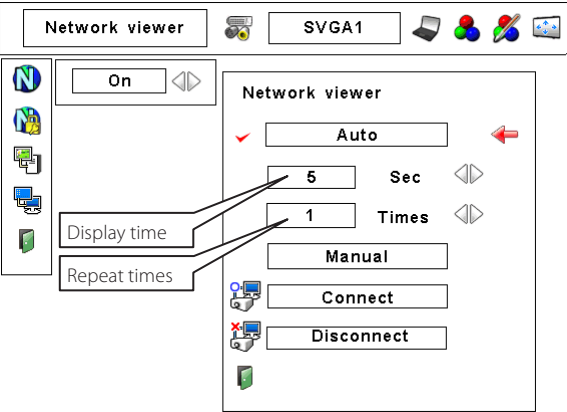 Network viewer
SVGA1
On
Network viewer
Auto
5 Sec
1 Times
Display time
Repeat times
Manual
Connect
Disconnect